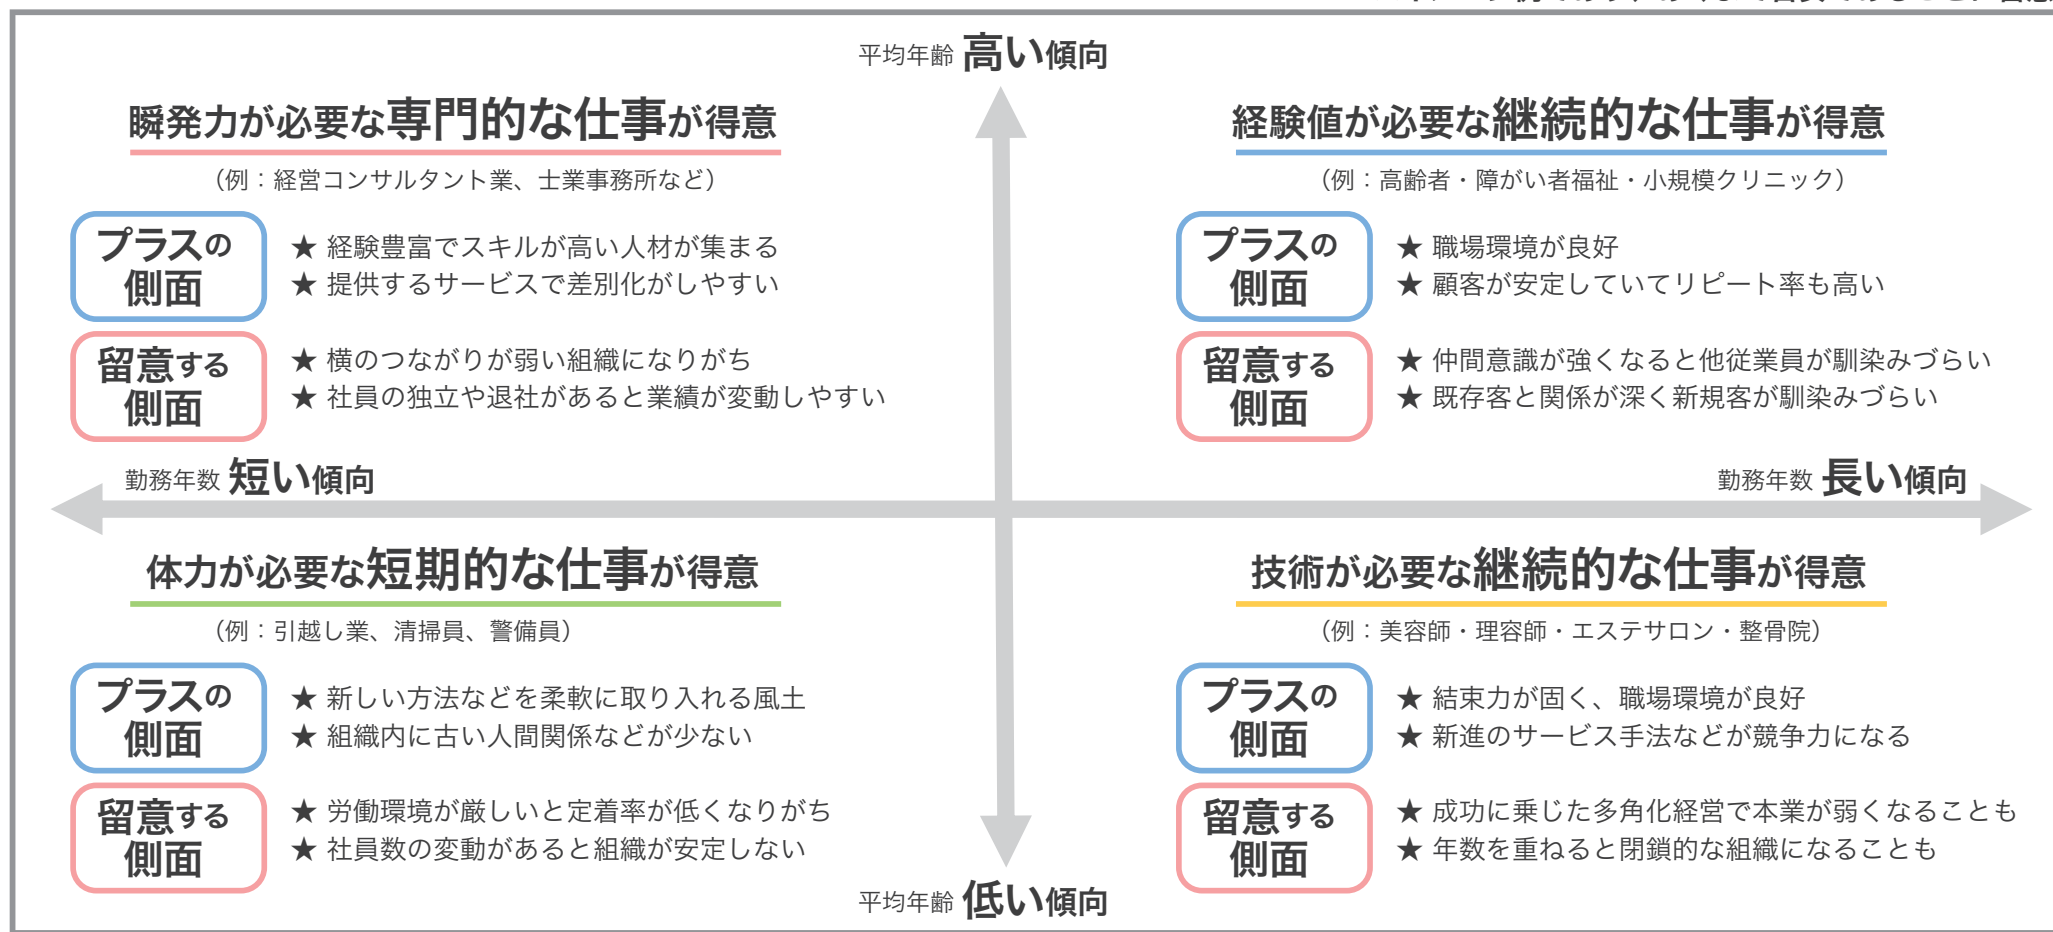 平均年齢 高い傾向
瞬発力が必要な専門的な仕事が得意
（例：経営コンサルタント業、士業事務所など）
プラスの
側面
★ 経験豊富でスキルが高い人材が集まる
★ 提供するサービスで差別化がしやすい
留意する
側面
★ 横のつながりが弱い組織になりがち
★ 社員の独立や退社があると業績が変動しやすい
経験値が必要な継続的な仕事が得意
（例：高齢者・障がい者福祉・小規模クリニック）
プラスの
側面
★ 職場環境が良好
★ 顧客が安定していてリピート率も高い
留意する
側面
★ 仲間意識が強くなると他従業員が馴染みづらい
★ 既存客と関係が深く新規客が馴染みづらい
勤務年数 短い傾向
勤務年数 長い傾向
体力が必要な短期的な仕事が得意
（例：引越し業、清掃員、警備員）
プラスの
側面
★ 新しい方法などを柔軟に取り入れる風土
★ 組織内に古い人間関係などが少ない
留意する
側面
★ 労働環境が厳しいと定着率が低くなりがち
★ 社員数の変動があると組織が安定しない
技術が必要な継続的な仕事が得意
（例：美容師・理容師・エステサロン・整骨院）
プラスの
側面
★ 結束力が固く、職場環境が良好
★ 新進のサービス手法などが競争力になる
留意する
側面
★ 成功に乗じた多角化経営で本業が弱くなることも
★ 年数を重ねると閉鎖的な組織になることも
平均年齢 低い傾向